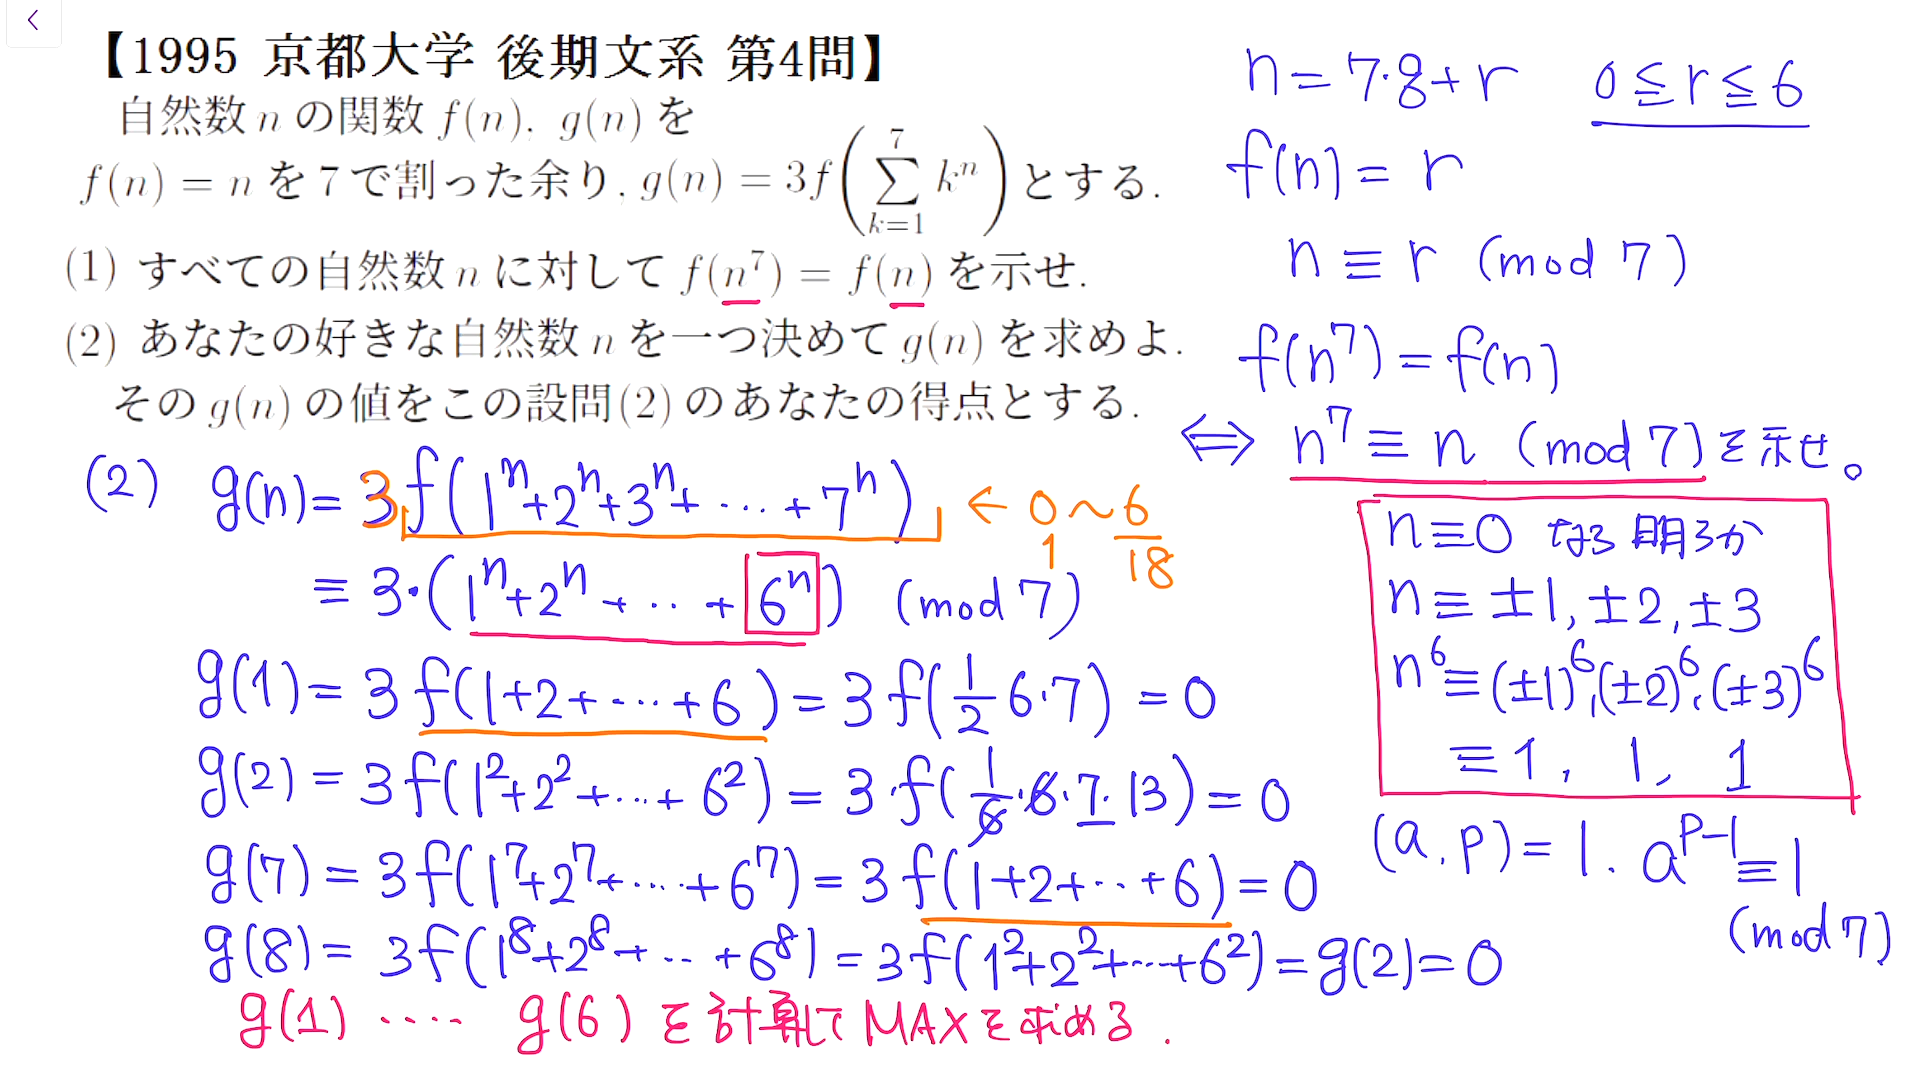 【1995 京都大学 後期文系 第4問】
自然数 n の関数 f(n), g(n) を
f(n) = n を 7 で割った余り, g(n) = 3f(∑_{k=1}^{7} k^n) とする.
(1) すべての自然数 n に対して f(n^7) = f(n) を示せ.
(2) あなたの好きな自然数 n を一つ決めて g(n) を求めよ.
その g(n) の値をこの設問(2)のあなたの得点とする.
n = 7·q + r 0 ≦ r ≦ 6
f(n) = r
n ≡ r (mod 7)
f(n^7) = f(n)
⇔ n^7 ≡ n (mod 7) を示せ。
n ≡ 0 なら明らか
n ≡ ±1, ±2, ±3
n^6 ≡ (±1)^6, (±2)^6, (±3)^6
≡ 1, 1, 1
(a, p) = 1. a^{p-1} ≡ 1
(mod 7)
(2) g(n) = 3f(1^n + 2^n + 3^n + ··· + 7^n) ← 0 〜 6
1 18
≡ 3·(1^n + 2^n + ··· + 6^n) (mod 7)
g(1) = 3f(1+2+···+6) = 3f(1/2 6·7) = 0
g(2) = 3f(1^2+2^2+···+6^2) = 3·f(1/6·6·7·13) = 0
g(7) = 3f(1^7+2^7+···+6^7) = 3f(1+2+···+6) = 0
g(8) = 3f(1^8+2^8+···+6^8) = 3f(1^2+2^2+···+6^2) = g(2) = 0
g(1) ···· g(6) を計算して MAX を求める.